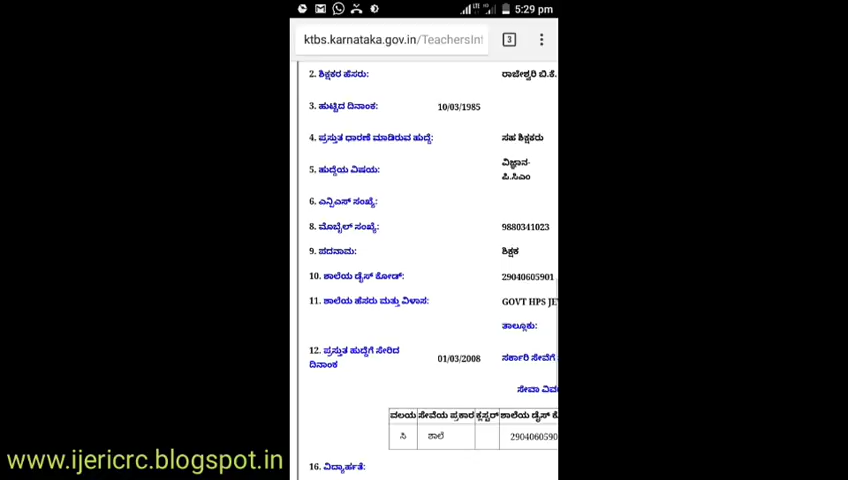 5:29 pm
ktbs.karnataka.gov.in/TeachersInf
3
2. ಶಿಕ್ಷಕರ ಹೆಸರು: ರಾಜೇಶ್ವರಿ ಬಿ.ಕೆ.
3. ಹುಟ್ಟಿದ ದಿನಾಂಕ: 10/03/1985
4. ಪ್ರಸ್ತುತ ಧಾರಣೆ ಮಾಡಿರುವ ಹುದ್ದೆ: ಸಹ ಶಿಕ್ಷಕರು
5. ಹುದ್ದೆಯ ವಿಷಯ: ವಿಜ್ಞಾನ-
ಪಿ.ಸಿಎಂ
6. ಎನ್ಪಿಎಸ್ ಸಂಖ್ಯೆ:
8. ಮೊಬೈಲ್ ಸಂಖ್ಯೆ: 9880341023
9. ಪದನಾಮ: ಶಿಕ್ಷಕ
10. ಶಾಲೆಯ ಡೈಸ್ ಕೋಡ್: 29040605901
11. ಶಾಲೆಯ ಹೆಸರು ಮತ್ತು ವಿಳಾಸ: GOVT HPS
ತಾಲ್ಲೂಕು:
12. ಪ್ರಸ್ತುತ ಹುದ್ದೆಗೆ ಸೇರಿದ
ದಿನಾಂಕ 01/03/2008 ಸರ್ಕಾರಿ ಸೇವೆಗೆ
ಸೇವಾ ವಿವ
ವಲಯ ಸೇವೆಯ ಪ್ರಕಾರ ಕ್ಲಸ್ಟರ್ ಶಾಲೆಯ ಡೈಸ್
ಸಿ ಶಾಲೆ 290406059
16. ವಿದ್ಯಾರ್ಹತೆ:
www.ijericrc.blogspot.in